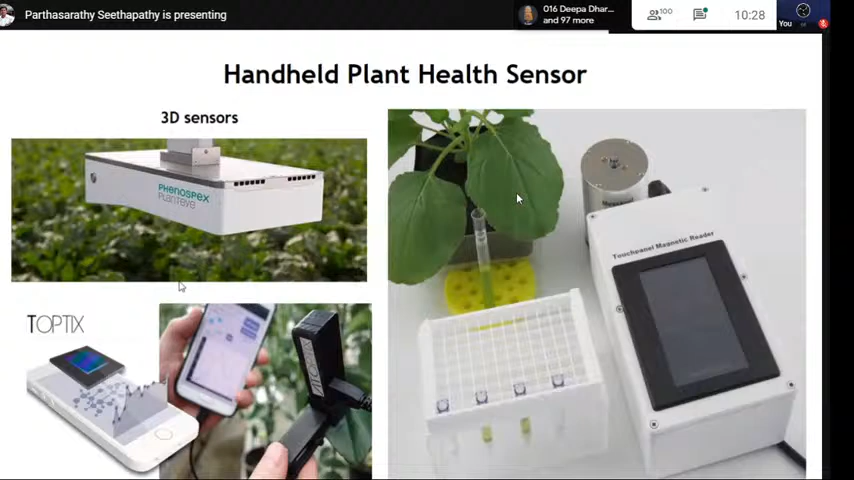 Parthasarathy Seethapathy is presenting
016 Deepa Dhar...
and 97 more
100
10:28
You
Handheld Plant Health Sensor
3D sensors
PHENOSPEX
PLANTEYE
Touchpanel Magnetic Reader
TOPTIX